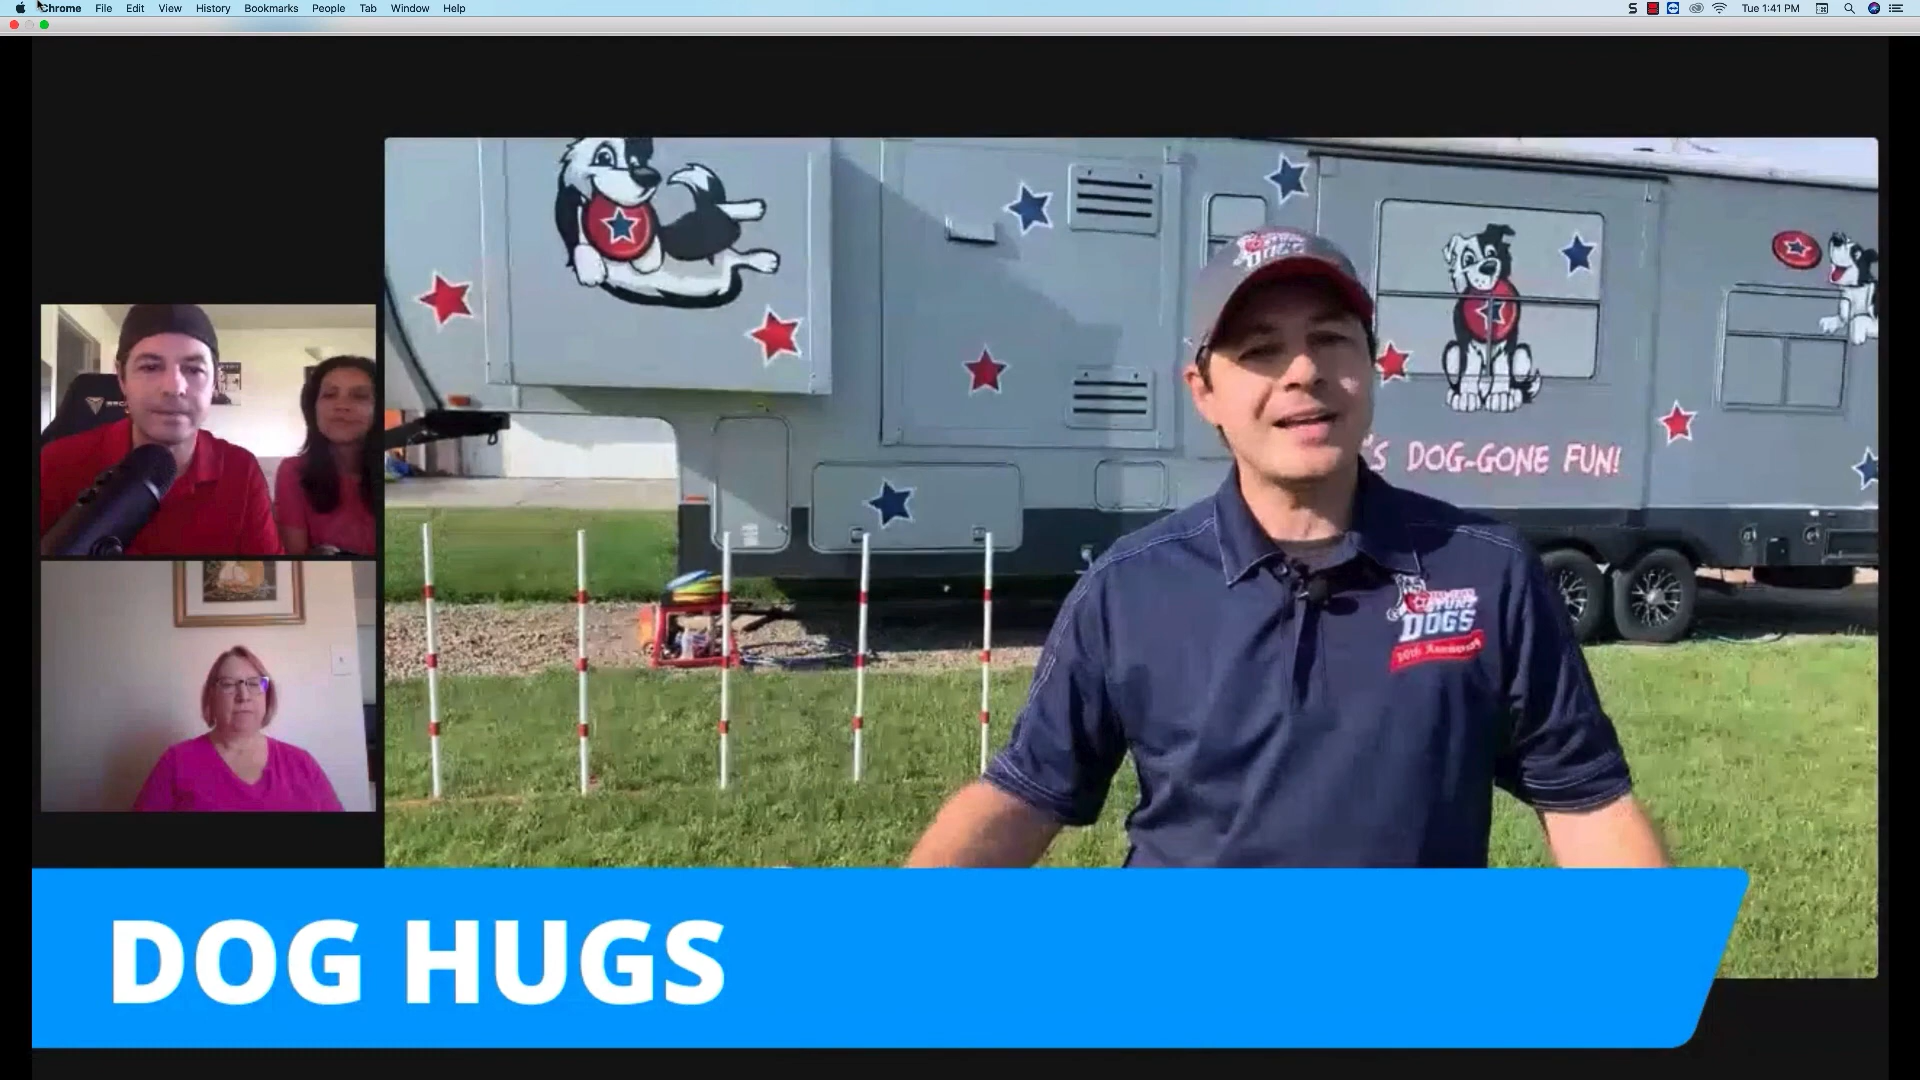 Chrome File Edit View History Bookmarks People Tab Window Help
Tue 1:41 PM
DOGS
'S DOG-GONE FUN!
STUNT
DOGS
DOG HUGS